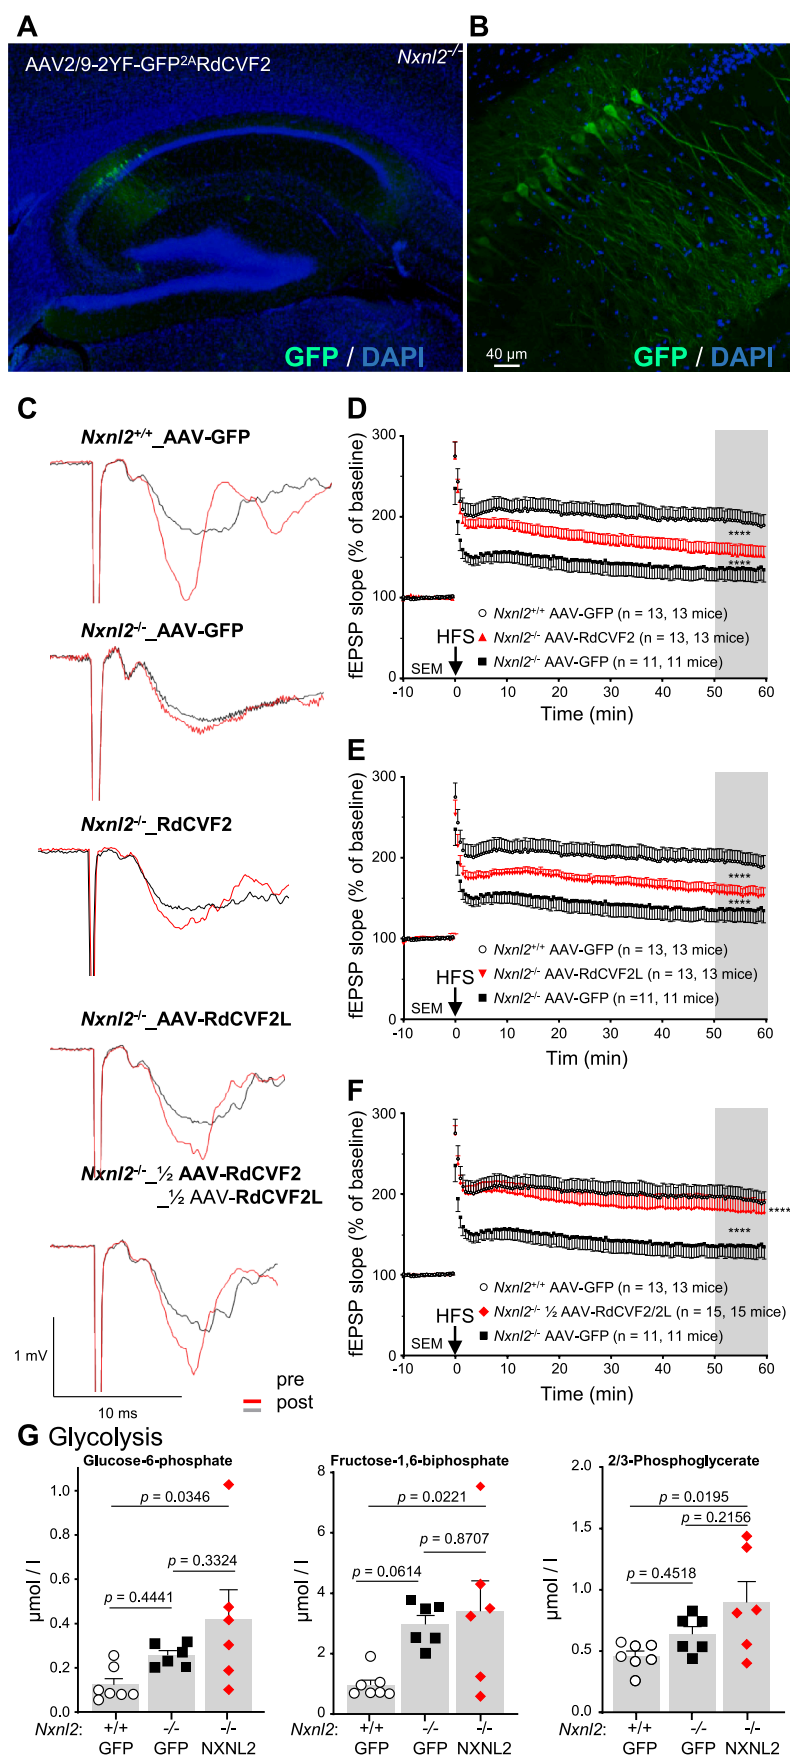 A
B
AAV2/9-2YF-GFP²ᴬRdCVF2
Nxnl2⁻/⁻
GFP / DAPI
40 µm
GFP / DAPI
C
Nxnl2⁺/⁺_AAV-GFP
Nxnl2⁻/⁻_AAV-GFP
Nxnl2⁻/⁻_RdCVF2
Nxnl2⁻/⁻_AAV-RdCVF2L
Nxnl2⁻/⁻_½ AAV-RdCVF2
_½ AAV-RdCVF2L
1 mV
10 ms
pre
post
D
fEPSP slope (% of baseline)
300
200
100
0
****
****
Nxnl2⁺/⁺ AAV-GFP (n = 13, 13 mice)
HFS
Nxnl2⁻/⁻ AAV-RdCVF2 (n = 13, 13 mice)
SEM
Nxnl2⁻/⁻ AAV-GFP (n = 11, 11 mice)
-10 0 10 20 30 40 50 60
Time (min)
E
fEPSP slope (% of baseline)
300
200
100
0
****
****
Nxnl2⁺/⁺ AAV-GFP (n = 13, 13 mice)
HFS
Nxnl2⁻/⁻ AAV-RdCVF2L (n = 13, 13 mice)
SEM
Nxnl2⁻/⁻ AAV-GFP (n =11, 11 mice)
-10 0 10 20 30 40 50 60
Tim (min)
F
fEPSP slope (% of baseline)
300
200
100
0
****
****
Nxnl2⁺/⁺ AAV-GFP (n = 13, 13 mice)
HFS
Nxnl2⁻/⁻ ½ AAV-RdCVF2/2L (n = 15, 15 mice)
SEM
Nxnl2⁻/⁻ AAV-GFP (n = 11, 11 mice)
-10 0 10 20 30 40 50 60
Time (min)
G Glycolysis
Glucose-6-phosphate
µmol / l
1.0
0.8
0.6
0.4
0.2
0.0
p = 0.0346
p = 0.3324
p = 0.4441
Nxnl2: +/+ -/- -/-
GFP GFP NXNL2
Fructose-1,6-biphosphate
µmol / l
8
6
4
2
0
p = 0.0221
p = 0.8707
p = 0.0614
Nxnl2: +/+ -/- -/-
GFP GFP NXNL2
2/3-Phosphoglycerate
µmol / l
2.0
1.5
1.0
0.5
0.0
p = 0.0195
p = 0.2156
p = 0.4518
Nxnl2: +/+ -/- -/-
GFP GFP NXNL2